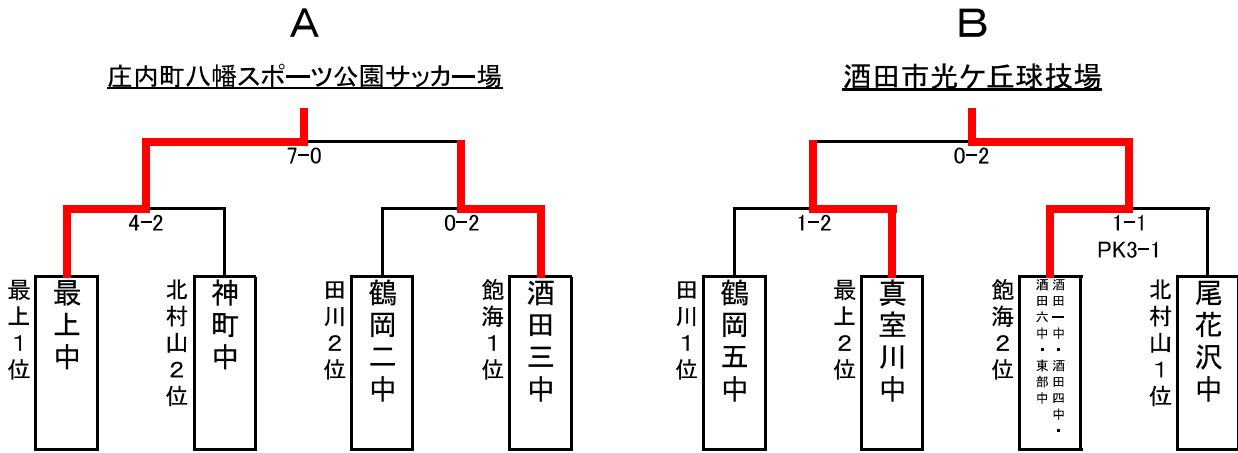 A
庄内町八幡スポーツ公園サッカー場
7-0
4-2
0-2
最上1位
最上中
北村山2位
神町中
田川2位
鶴岡二中
飽海1位
酒田三中
B
酒田市光ケ丘球技場
0-2
1-2
1-1
PK3-1
田川1位
鶴岡五中
最上2位
真室川中
飽海2位
酒田一中・酒田四中・
酒田六中・東部中
北村山1位
尾花沢中